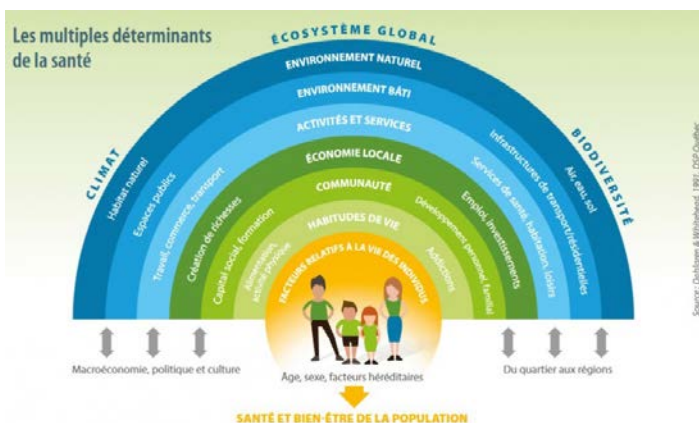 Les multiples déterminants
de la santé
ÉCOSYSTÈME GLOBAL
CLIMAT
BIODIVERSITÉ
ENVIRONNEMENT NATUREL
Habitat naturel
Air, eau, sol
ENVIRONNEMENT BÂTI
Espaces publics
Infrastructures de transport/résidentielles
ACTIVITÉS ET SERVICES
Travail, commerce, transport
Services de santé, habitation, loisirs
ÉCONOMIE LOCALE
Création de richesses
Emploi, investissements
COMMUNAUTÉ
Capital social, formation
Développement personnel, familial
HABITUDES DE VIE
Alimentation,
activité physique
Addictions
FACTEURS RELATIFS À LA VIE DES INDIVIDUS
Macroéconomie, politique et culture
Âge, sexe, facteurs héréditaires
Du quartier aux régions
SANTÉ ET BIEN-ÊTRE DE LA POPULATION
Source : Dahlgren & Whitehead, 1991, DSP Québec